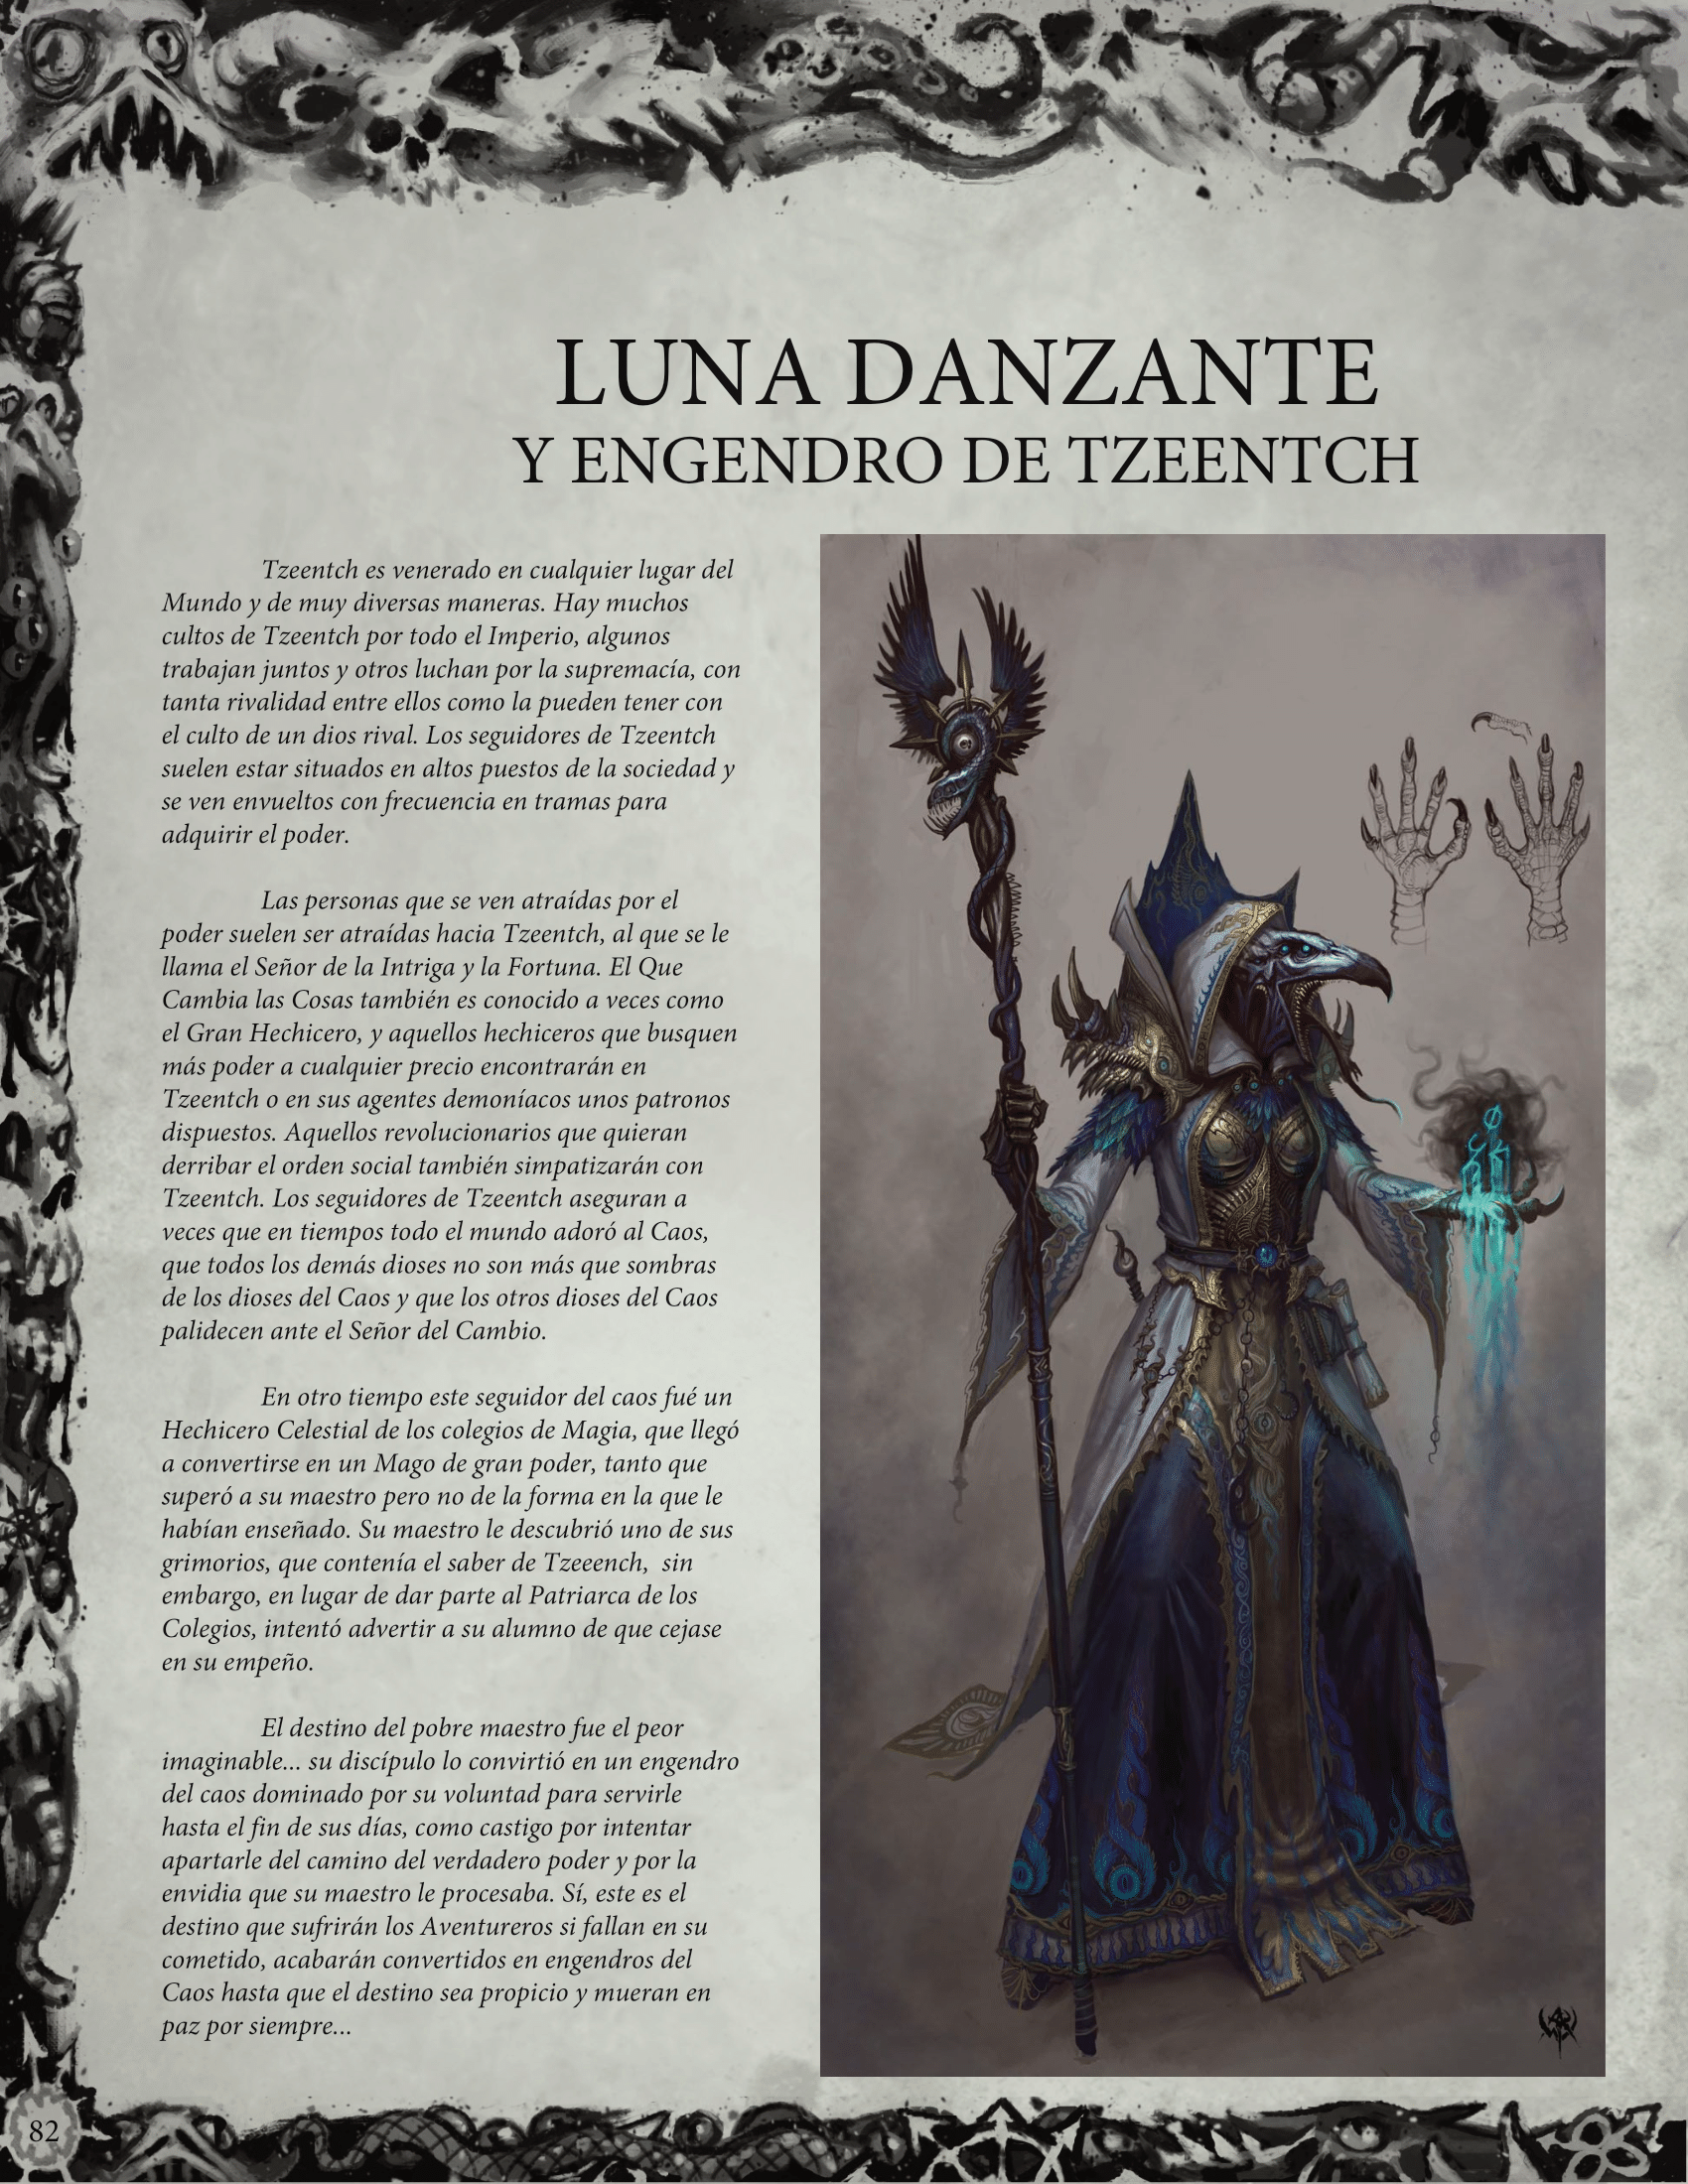 LUNA DANZANTE
Y ENGENDRO DE TZEENTCH
Tzeentch es venerado en cualquier lugar del
Mundo y de muy diversas maneras. Hay muchos
cultos de Tzeentch por todo el Imperio, algunos
trabajan juntos y otros luchan por la supremacía, con
tanta rivalidad entre ellos como la pueden tener con
el culto de un dios rival. Los seguidores de Tzeentch
suelen estar situados en altos puestos de la sociedad y
se ven envueltos con frecuencia en tramas para
adquirir el poder.
Las personas que se ven atraídas por el
poder suelen ser atraídas hacia Tzeentch, al que se le
llama el Señor de la Intriga y la Fortuna. El Que
Cambia las Cosas también es conocido a veces como
el Gran Hechicero, y aquellos hechiceros que busquen
más poder a cualquier precio encontrarán en
Tzeentch o en sus agentes demoníacos unos patronos
dispuestos. Aquellos revolucionarios que quieran
derribar el orden social también simpatizarán con
Tzeentch. Los seguidores de Tzeentch aseguran a
veces que en tiempos todo el mundo adoró al Caos,
que todos los demás dioses no son más que sombras
de los dioses del Caos y que los otros dioses del Caos
palidecen ante el Señor del Cambio.
En otro tiempo este seguidor del caos fué un
Hechicero Celestial de los colegios de Magia, que llegó
a convertirse en un Mago de gran poder, tanto que
superó a su maestro pero no de la forma en la que le
habían enseñado. Su maestro le descubrió uno de sus
grimorios, que contenía el saber de Tzeeench,  sin
embargo, en lugar de dar parte al Patriarca de los
Colegios, intentó advertir a su alumno de que cejase
en su empeño.
El destino del pobre maestro fue el peor
imaginable... su discípulo lo convirtió en un engendro
del caos dominado por su voluntad para servirle
hasta el fin de sus días, como castigo por intentar
apartarle del camino del verdadero poder y por la
envidia que su maestro le procesaba. Sí, este es el
destino que sufrirán los Aventureros si fallan en su
cometido, acabarán convertidos en engendros del
Caos hasta que el destino sea propicio y mueran en
paz por siempre...
82